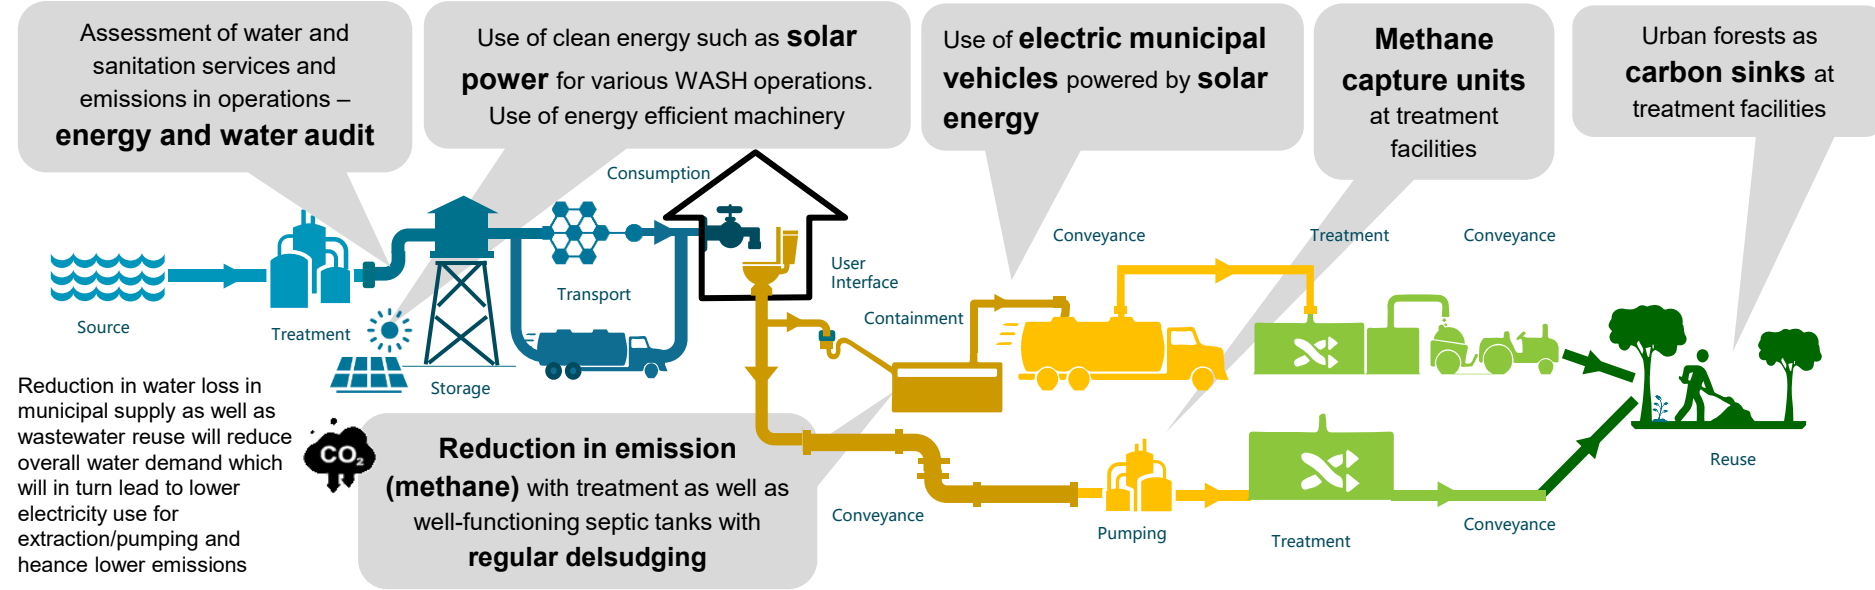 Assessment of water and
sanitation services and
emissions in operations –
energy and water audit
Use of clean energy such as solar
power for various WASH operations.
Use of energy efficient machinery
Use of electric municipal
vehicles powered by solar
energy
Methane
capture units
at treatment
facilities
Urban forests as
carbon sinks at
treatment facilities
Consumption
Source
Treatment
Storage
Transport
User
Interface
Containment
Conveyance
Treatment
Conveyance
Reuse
Conveyance
Pumping
Treatment
Conveyance
Reduction in water loss in
municipal supply as well as
wastewater reuse will reduce
overall water demand which
will in turn lead to lower
electricity use for
extraction/pumping and
heance lower emissions
CO₂
Reduction in emission
(methane) with treatment as well as
well-functioning septic tanks with
regular delsudging